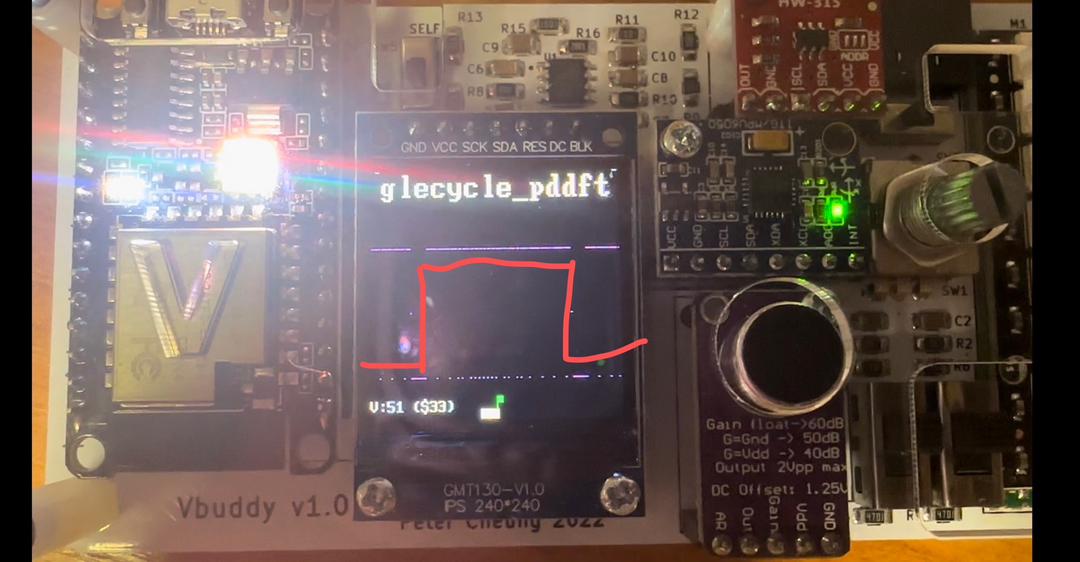 SELF
R13
R15
R16
R11
R12
C9
C6
R8
C10
C8
R10
HW-315
OUT
GND
SCL
SDA
VCC
GND
ADDR
VCC
M1
GND VCC SCK SDA RES DC BLK
glecycle_pddft
V:51 ($33)
GMT130-V1.0
IPS 240*240
Vbuddy v1.0
Peter Cheung 2022
V
VCC
GND
SCL
SDA
XDA
XCL
ADO
INT
SW1
C2
R2
R6
Gain float->60dB
G=Gnd -> 50dB
G=Vdd -> 40dB
Output 2Vpp max
DC Offset: 1.25V
AR
Out
Gain
Vdd
GND
470
470